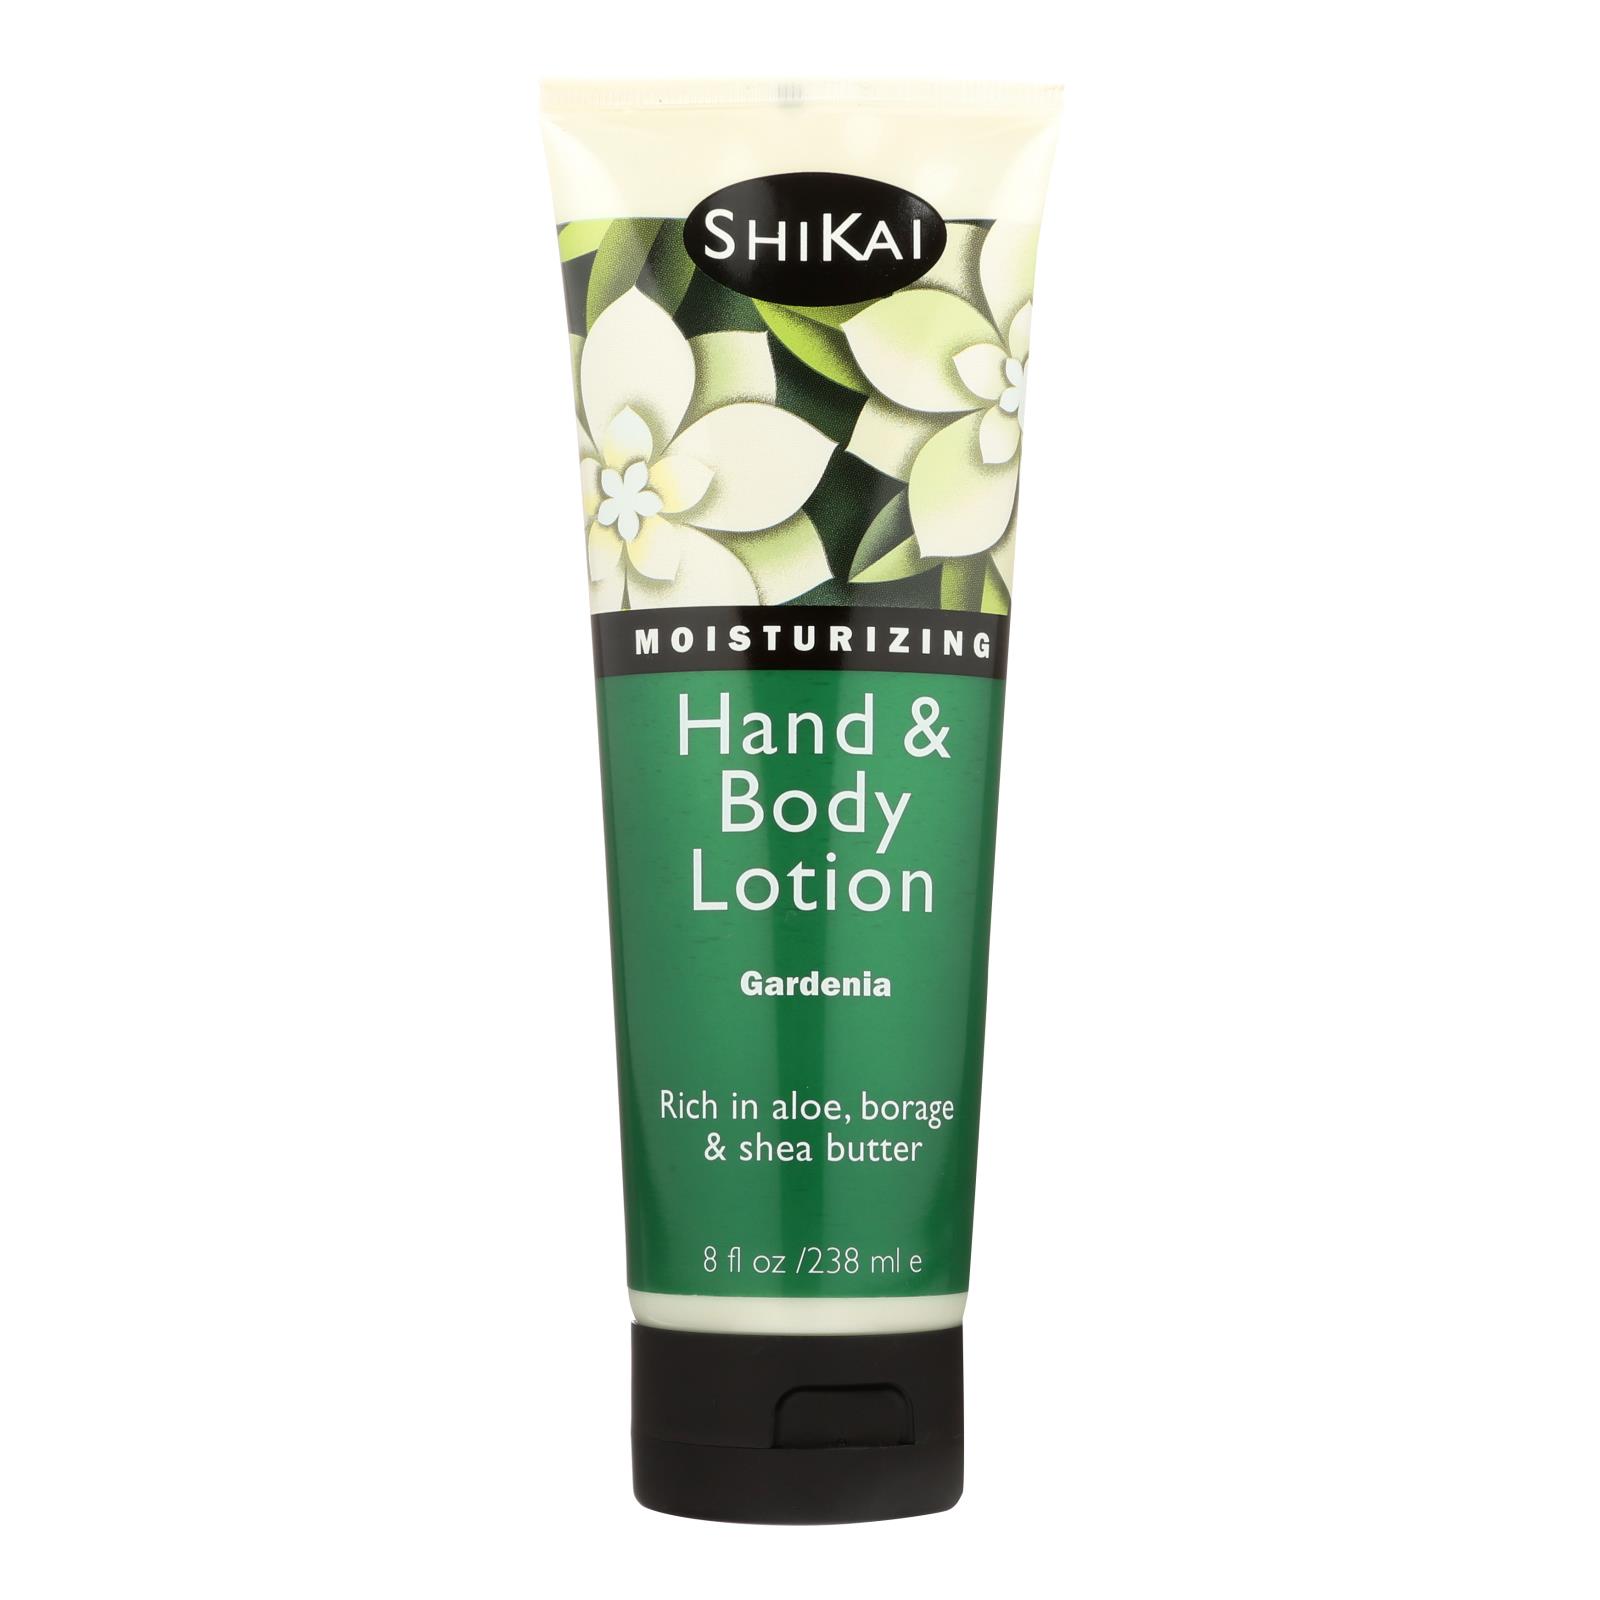 SHIKAI
MOISTURIZING
Hand &
Body
Lotion
Gardenia
Rich in aloe, borage
& shea butter
8 fl oz /238 ml e